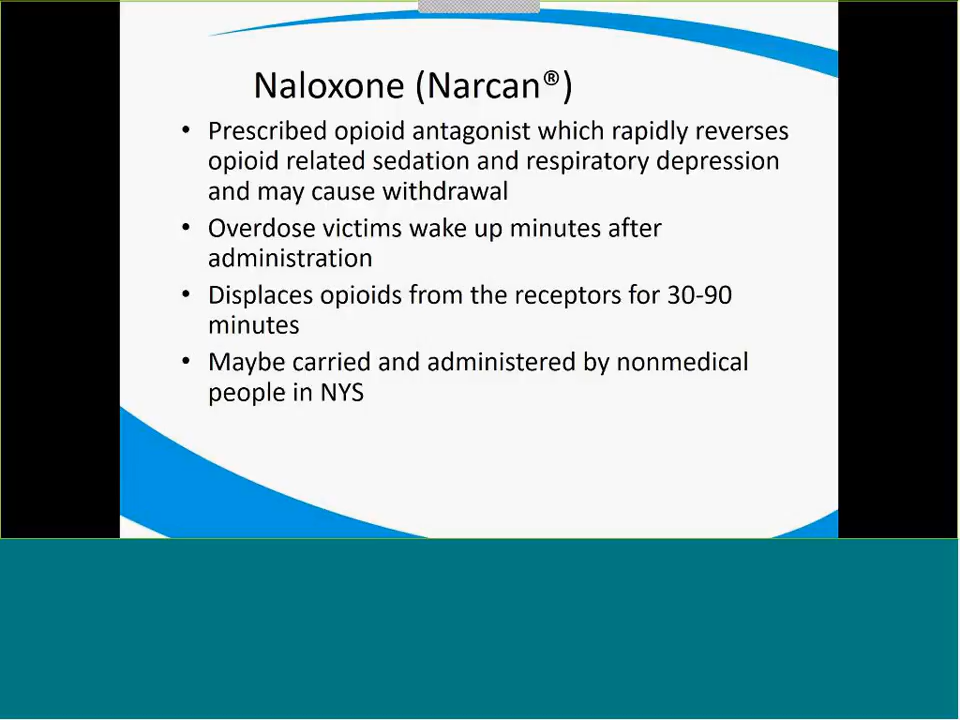 Naloxone (Narcan®)
• Prescribed opioid antagonist which rapidly reverses
opioid related sedation and respiratory depression
and may cause withdrawal
• Overdose victims wake up minutes after
administration
• Displaces opioids from the receptors for 30-90
minutes
• Maybe carried and administered by nonmedical
people in NYS